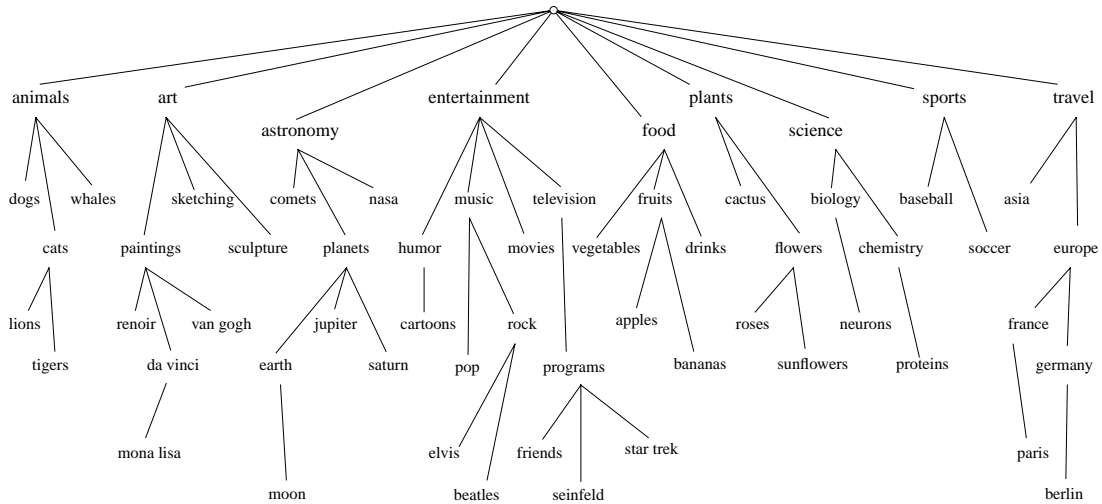 animals art entertainment plants sports travel
astronomy food science
dogs whales sketching comets nasa music television fruits cactus biology baseball asia
cats paintings sculpture planets humor movies vegetables drinks flowers chemistry soccer europe
lions renoir van gogh jupiter cartoons rock apples roses neurons france
tigers da vinci earth saturn pop programs bananas sunflowers proteins germany
mona lisa elvis friends star trek paris
moon beatles seinfeld berlin